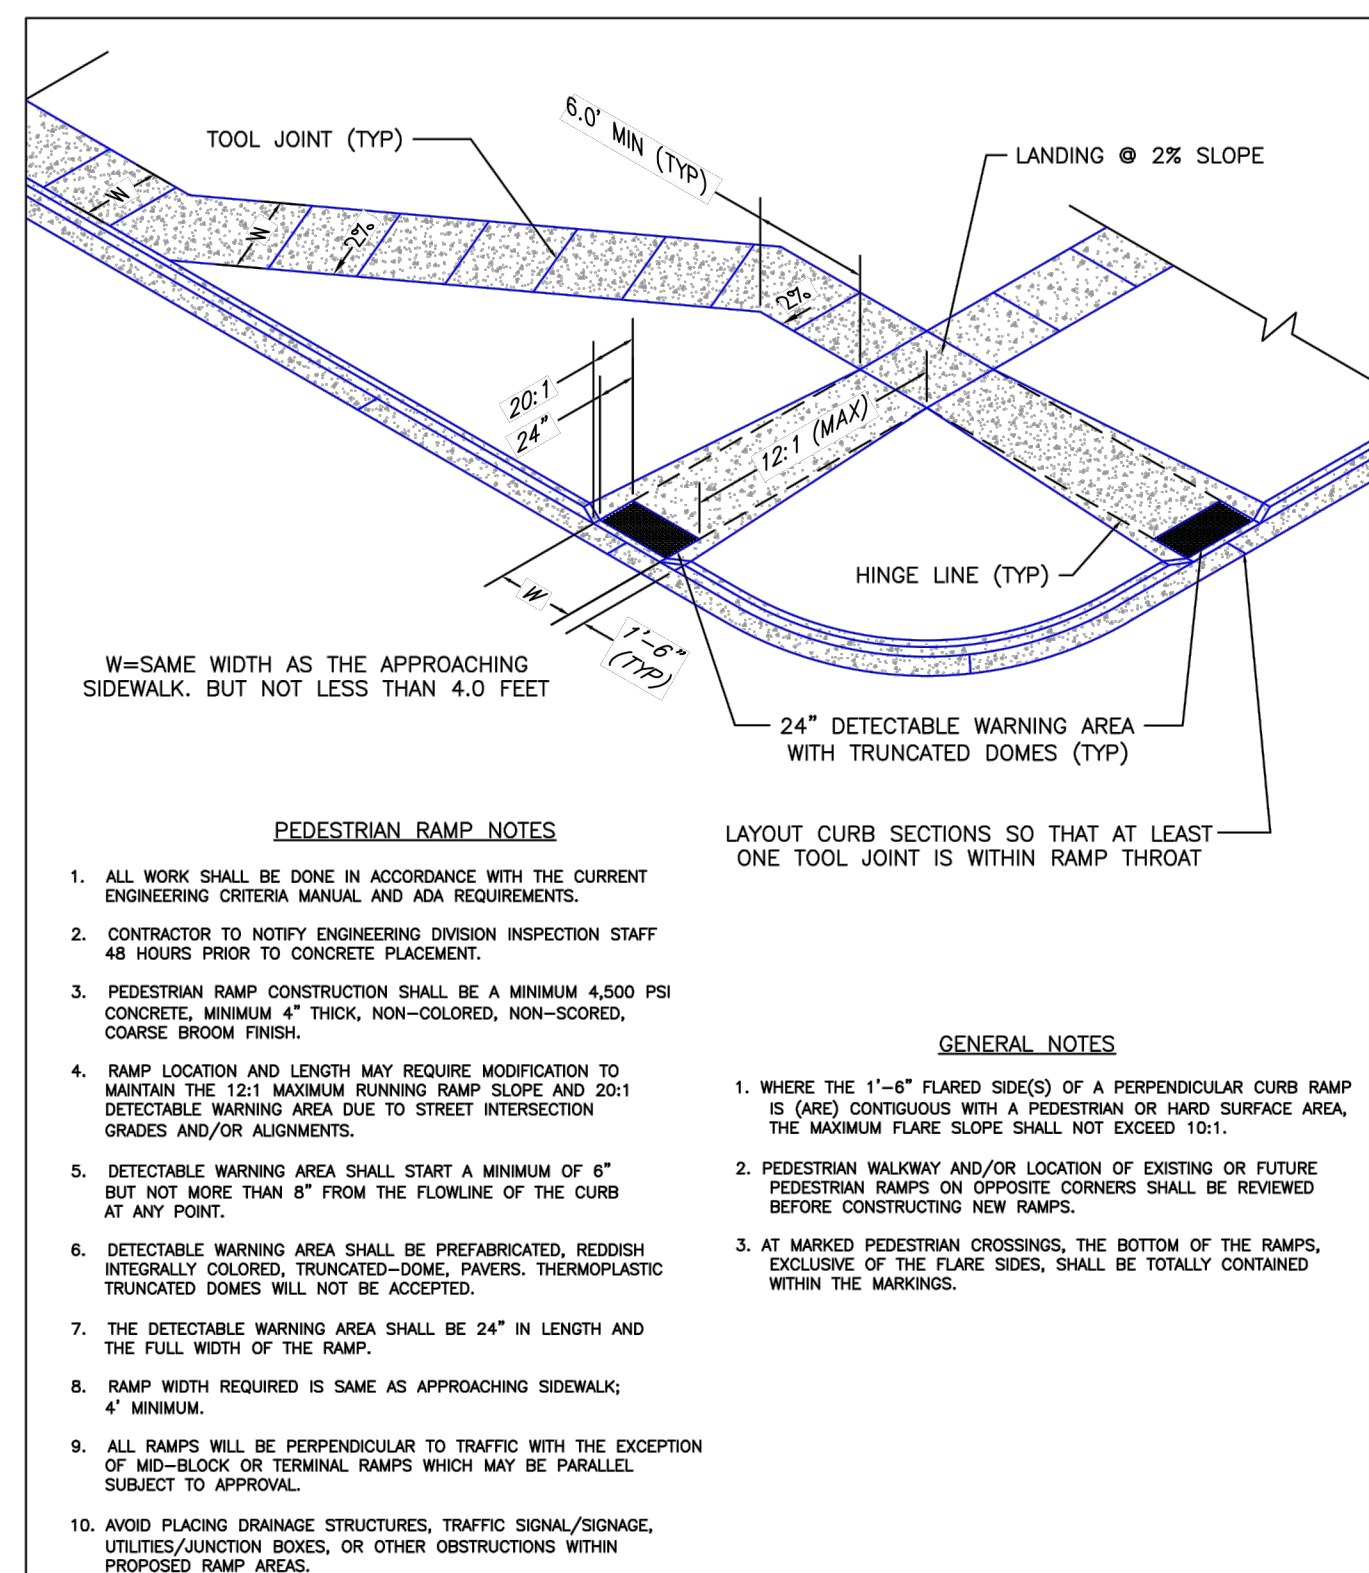 6.0' MIN (TYP)
TOOL JOINT (TYP)
LANDING @ 2% SLOPE
W
W
2%
2%
20:1
24"
12:1 (MAX)
HINGE LINE (TYP)
W
1'-6"
(TYP)
W=SAME WIDTH AS THE APPROACHING
SIDEWALK. BUT NOT LESS THAN 4.0 FEET
24" DETECTABLE WARNING AREA
WITH TRUNCATED DOMES (TYP)
LAYOUT CURB SECTIONS SO THAT AT LEAST
ONE TOOL JOINT IS WITHIN RAMP THROAT
PEDESTRIAN RAMP NOTES
1. ALL WORK SHALL BE DONE IN ACCORDANCE WITH THE CURRENT
ENGINEERING CRITERIA MANUAL AND ADA REQUIREMENTS.
2. CONTRACTOR TO NOTIFY ENGINEERING DIVISION INSPECTION STAFF
48 HOURS PRIOR TO CONCRETE PLACEMENT.
3. PEDESTRIAN RAMP CONSTRUCTION SHALL BE A MINIMUM 4,500 PSI
CONCRETE, MINIMUM 4" THICK, NON-COLORED, NON-SCORED,
COARSE BROOM FINISH.
4. RAMP LOCATION AND LENGTH MAY REQUIRE MODIFICATION TO
MAINTAIN THE 12:1 MAXIMUM RUNNING RAMP SLOPE AND 20:1
DETECTABLE WARNING AREA DUE TO STREET INTERSECTION
GRADES AND/OR ALIGNMENTS.
5. DETECTABLE WARNING AREA SHALL START A MINIMUM OF 6"
BUT NOT MORE THAN 8" FROM THE FLOWLINE OF THE CURB
AT ANY POINT.
6. DETECTABLE WARNING AREA SHALL BE PREFABRICATED, REDDISH
INTEGRALLY COLORED, TRUNCATED-DOME, PAVERS. THERMOPLASTIC
TRUNCATED DOMES WILL NOT BE ACCEPTED.
7. THE DETECTABLE WARNING AREA SHALL BE 24" IN LENGTH AND
THE FULL WIDTH OF THE RAMP.
8. RAMP WIDTH REQUIRED IS SAME AS APPROACHING SIDEWALK;
4' MINIMUM.
9. ALL RAMPS WILL BE PERPENDICULAR TO TRAFFIC WITH THE EXCEPTION
OF MID-BLOCK OR TERMINAL RAMPS WHICH MAY BE PARALLEL
SUBJECT TO APPROVAL.
10. AVOID PLACING DRAINAGE STRUCTURES, TRAFFIC SIGNAL/SIGNAGE,
UTILITIES/JUNCTION BOXES, OR OTHER OBSTRUCTIONS WITHIN
PROPOSED RAMP AREAS.
GENERAL NOTES
1. WHERE THE 1'-6" FLARED SIDE(S) OF A PERPENDICULAR CURB RAMP
IS (ARE) CONTIGUOUS WITH A PEDESTRIAN OR HARD SURFACE AREA,
THE MAXIMUM FLARE SLOPE SHALL NOT EXCEED 10:1.
2. PEDESTRIAN WALKWAY AND/OR LOCATION OF EXISTING OR FUTURE
PEDESTRIAN RAMPS ON OPPOSITE CORNERS SHALL BE REVIEWED
BEFORE CONSTRUCTING NEW RAMPS.
3. AT MARKED PEDESTRIAN CROSSINGS, THE BOTTOM OF THE RAMPS,
EXCLUSIVE OF THE FLARE SIDES, SHALL BE TOTALLY CONTAINED
WITHIN THE MARKINGS.